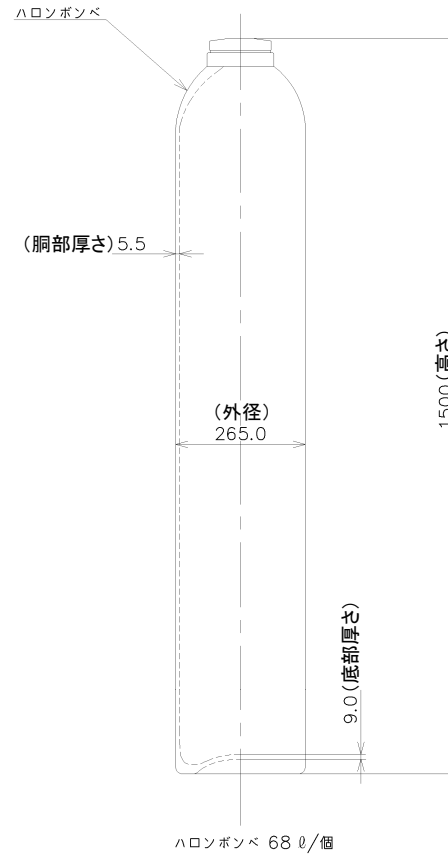 ハロンボンベ
(胴部厚さ)5.5
(外径)
265.0
1500(高さ)
9.0(底部厚さ)
ハロンボンベ 68 ℓ/個